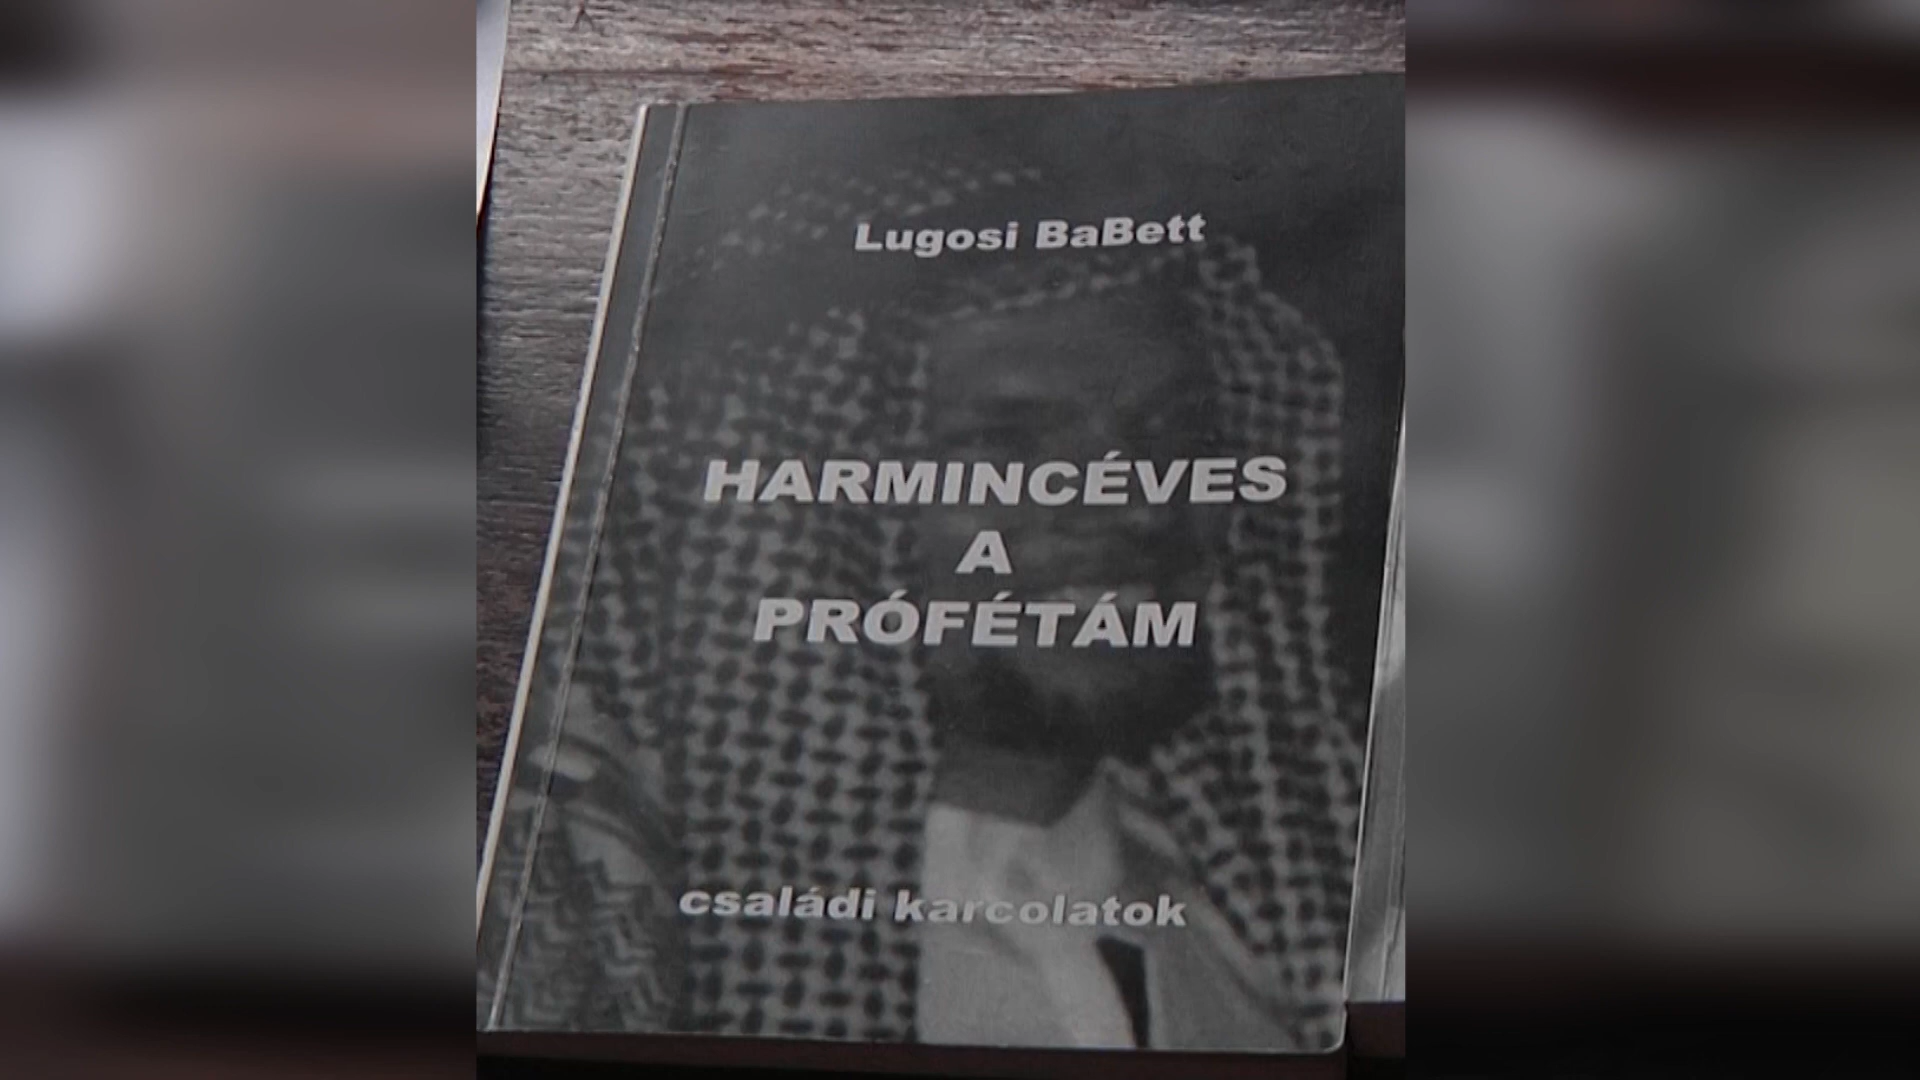 Lugosi BaBett
HARMINCÉVES
A
PRÓFÉTÁM
családi karcolatok